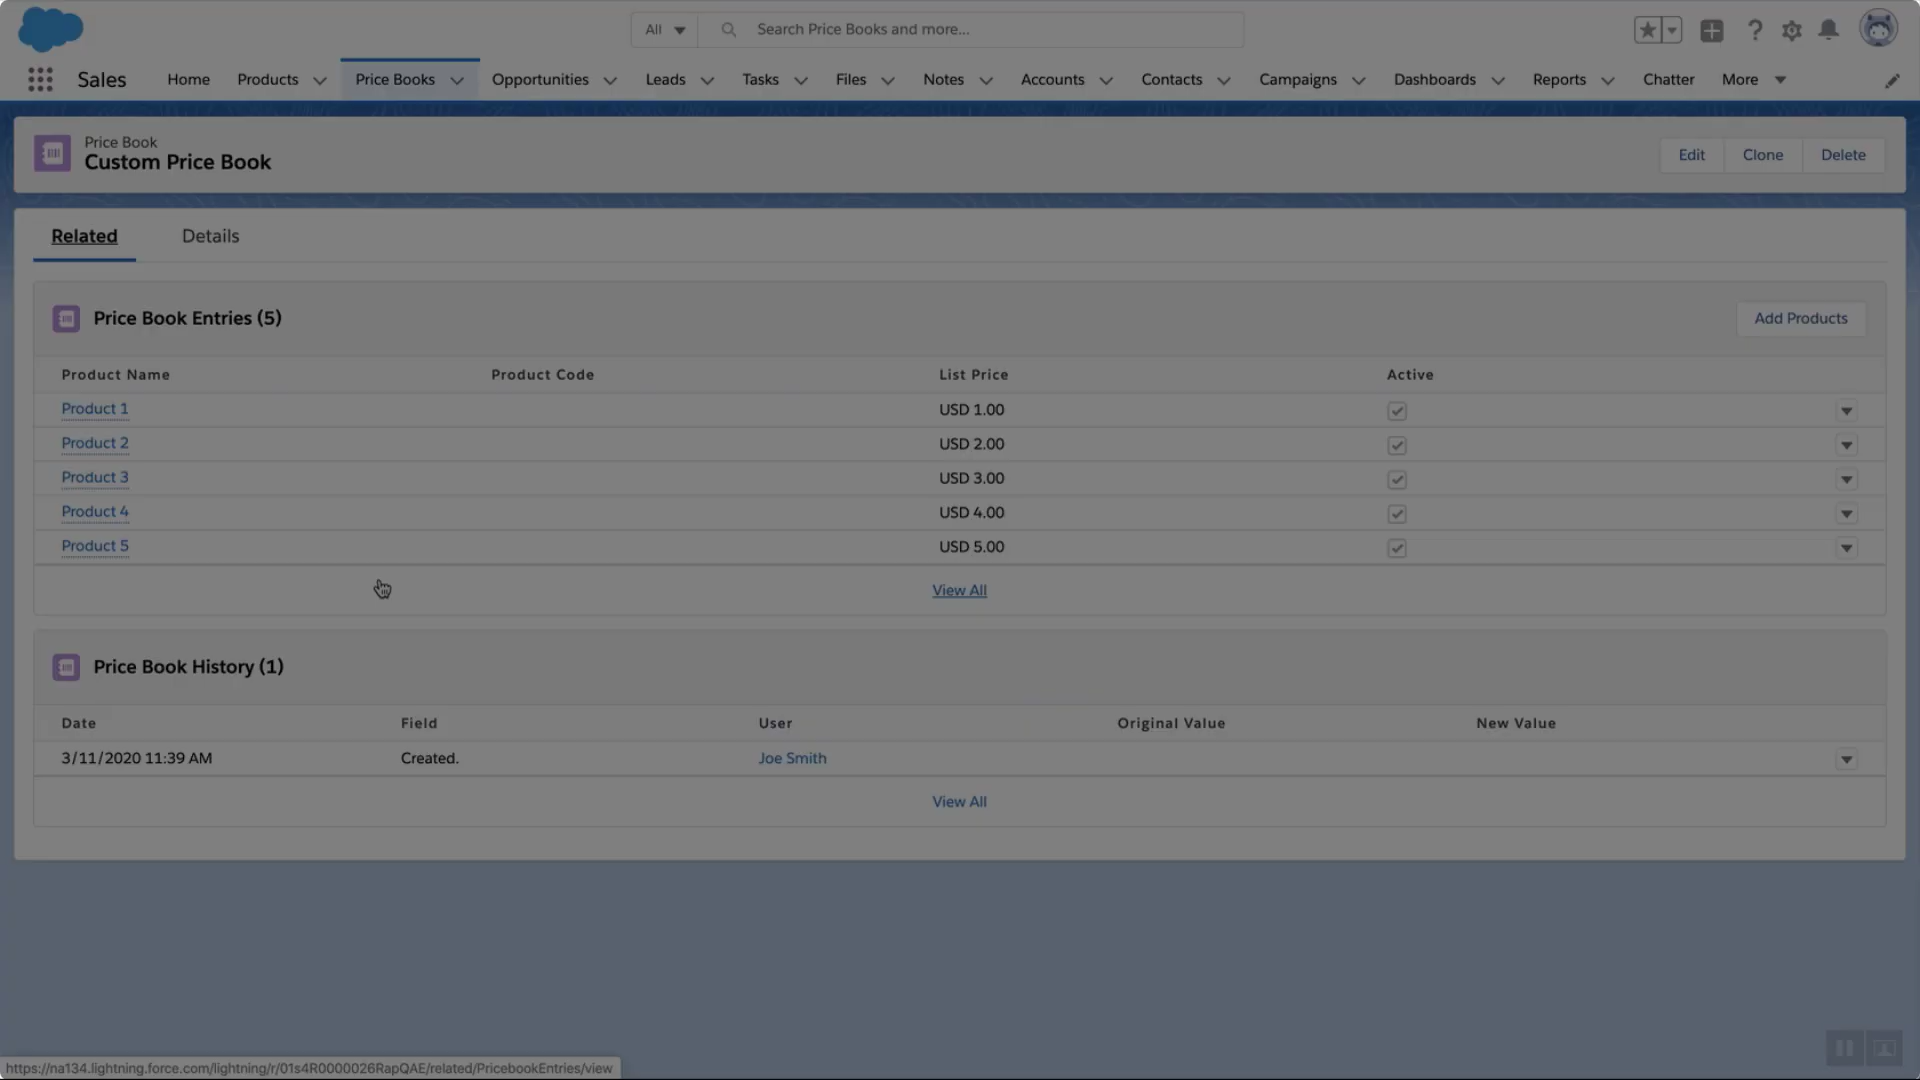 All
Search Price Books and more...
Sales
Home
Products
Price Books
Opportunities
Leads
Tasks
Files
Notes
Accounts
Contacts
Campaigns
Dashboards
Reports
Chatter
More
Price Book
Custom Price Book
Edit
Clone
Delete
Related
Details
Price Book Entries (5)
Add Products
Product Name
Product Code
List Price
Active
Product 1
USD 1.00
Product 2
USD 2.00
Product 3
USD 3.00
Product 4
USD 4.00
Product 5
USD 5.00
View All
Price Book History (1)
Date
Field
User
Original Value
New Value
3/11/2020 11:39 AM
Created.
Joe Smith
View All
https://na134.lightning.force.com/lightning/r/01s4R0000026RapQAE/related/PricebookEntries/view